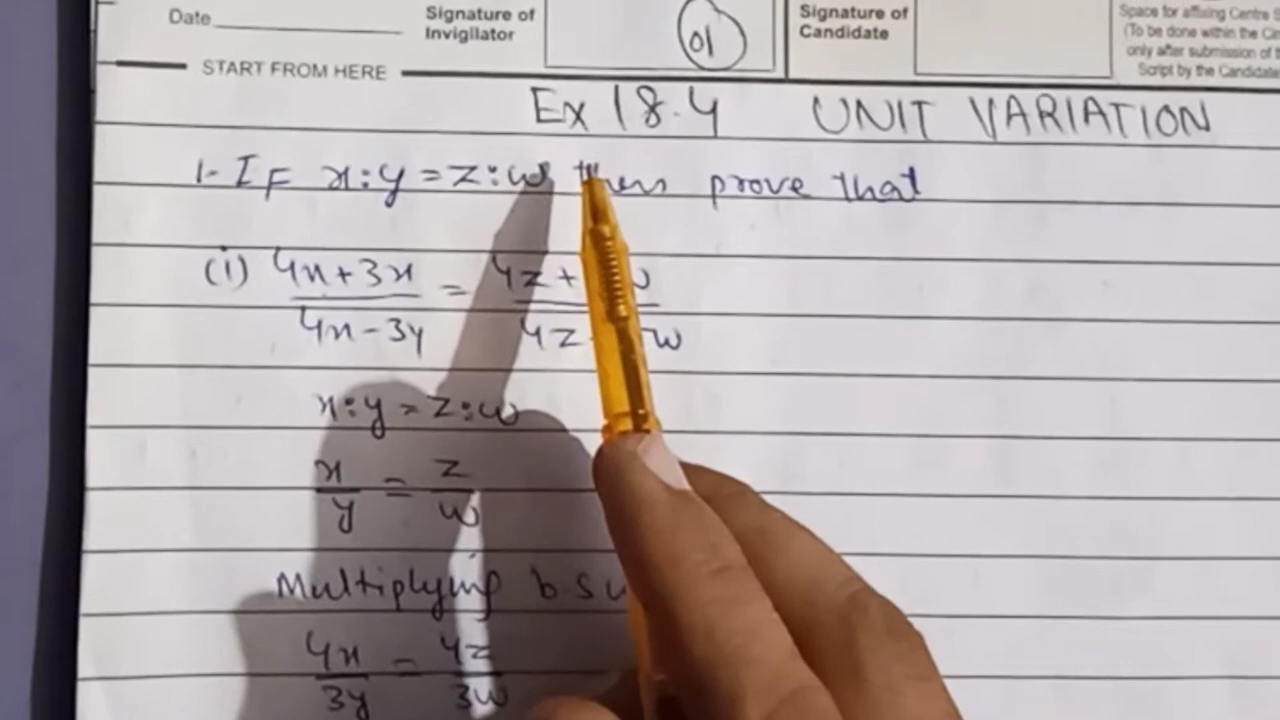 Date
Signature of
Invigilator
01
Signature of
Candidate
Space for affixing Centre
(To be done within the
only after submission of
Script by the Candidate
START FROM HERE
Ex 18.4 UNIT VARIATION
1- IF x:y = z:w then prove that
(i) 4x+3x / 4x-3y = 4z+ w / 4z w
x:y = z:w
x/y = z/w
Multiplying b s
4x/3y = 4z/3w